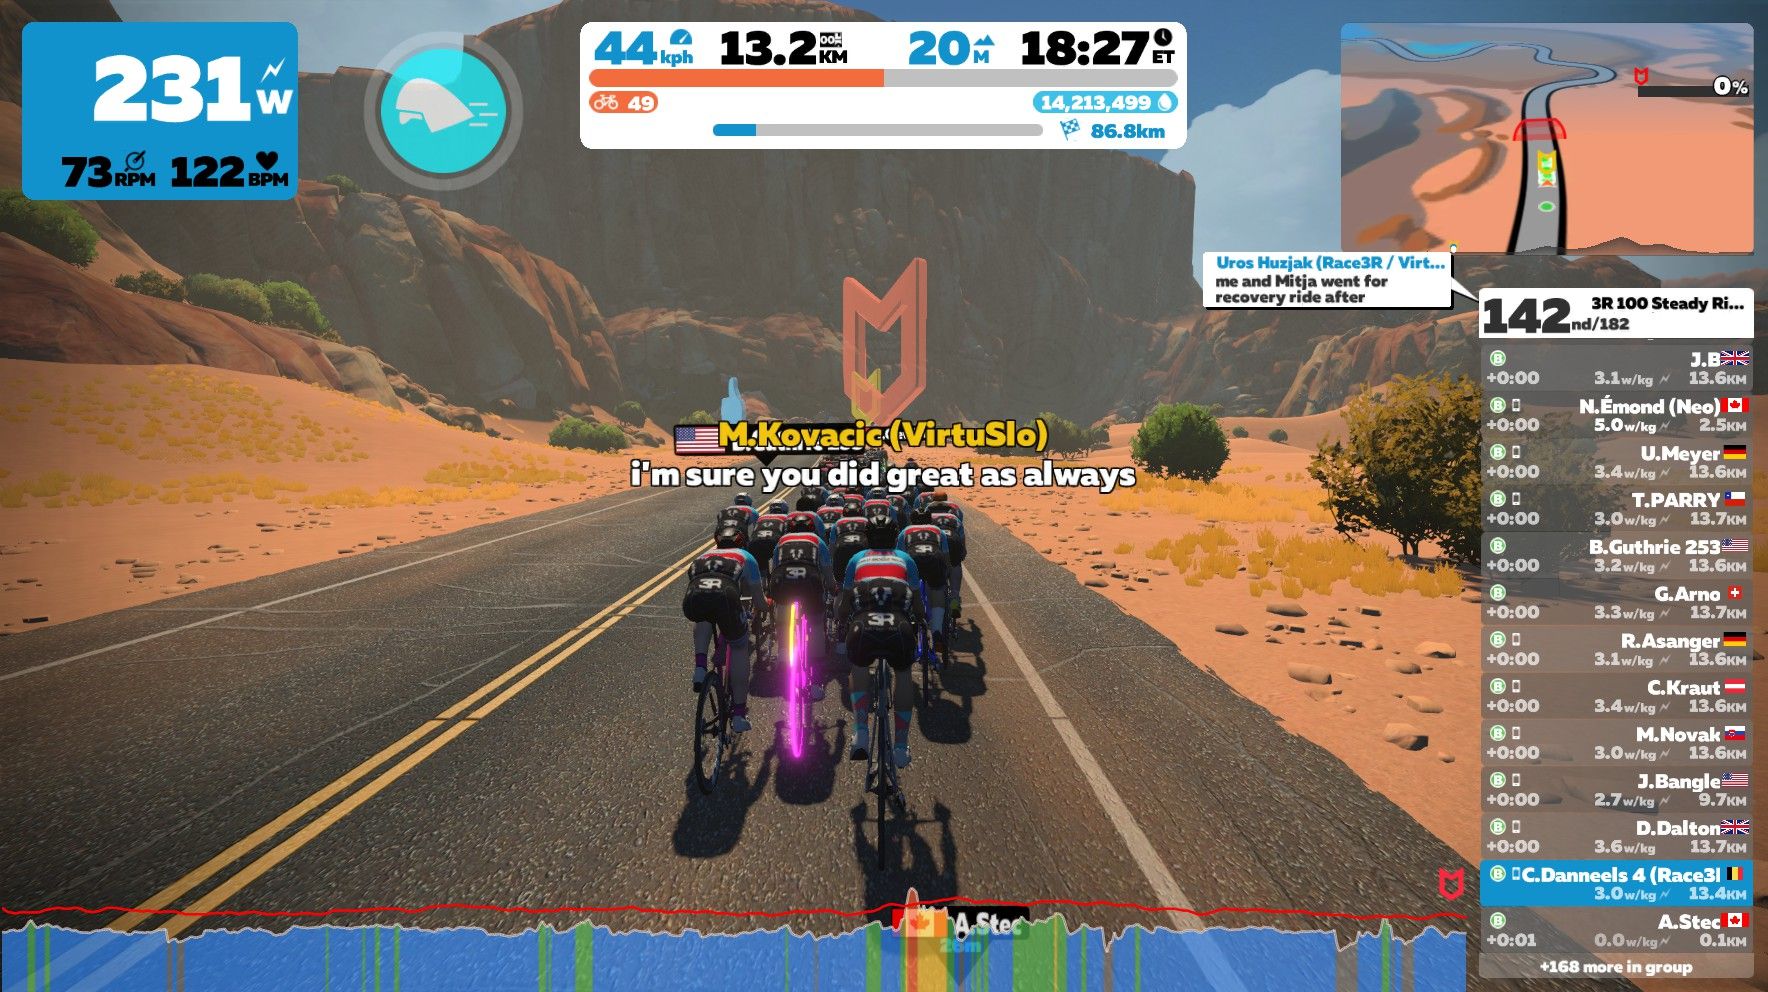 231w
73RPM 122BPM
44kph 13.2KM 20M 18:27ET
49
14,213,499
86.8km
0%
Uros Huzjak (Race3R / Virt...
me and Mitja went for
recovery ride after
142nd/182
3R 100 Steady Ri...
M.Kovacic (VirtuSlo)
i'm sure you did great as always
B J.B
+0:00 3.1w/kg 13.6KM
B N.Émond (Neo)
+0:00 5.0w/kg 2.5KM
B U.Meyer
+0:00 3.4w/kg 13.6KM
B T.PARRY
+0:00 3.0w/kg 13.7KM
B B.Guthrie 253
+0:00 3.2w/kg 13.6KM
B G.Arno
+0:00 3.3w/kg 13.7KM
B R.Asanger
+0:00 3.1w/kg 13.6KM
B C.Kraut
+0:00 3.4w/kg 13.6KM
B M.Novak
+0:00 3.0w/kg 13.6KM
B J.Bangle
+0:00 2.7w/kg 9.7KM
B D.Dalton
+0:00 3.6w/kg 13.7KM
B C.Danneels 4 (Race3
3.0w/kg 13.4KM
B A.Stec
+0:01 0.0w/kg 0.1KM
+168 more in group
3R
3R
3R
3R
A.Stec
26m